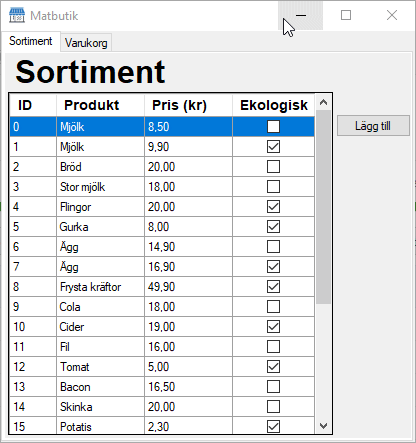 Matbutik
Sortiment Varukorg
Sortiment
ID Produkt Pris (kr) Ekologisk
0 Mjölk 8,50
Lägg till
1 Mjölk 9,90
2 Bröd 20,00
3 Stor mjölk 18,00
4 Flingor 20,00
5 Gurka 8,00
6 Ägg 14,90
7 Ägg 16,90
8 Frysta kräftor 49,90
9 Cola 18,00
10 Cider 19,00
11 Fil 16,00
12 Tomat 5,00
13 Bacon 16,50
14 Skinka 20,00
15 Potatis 2,30